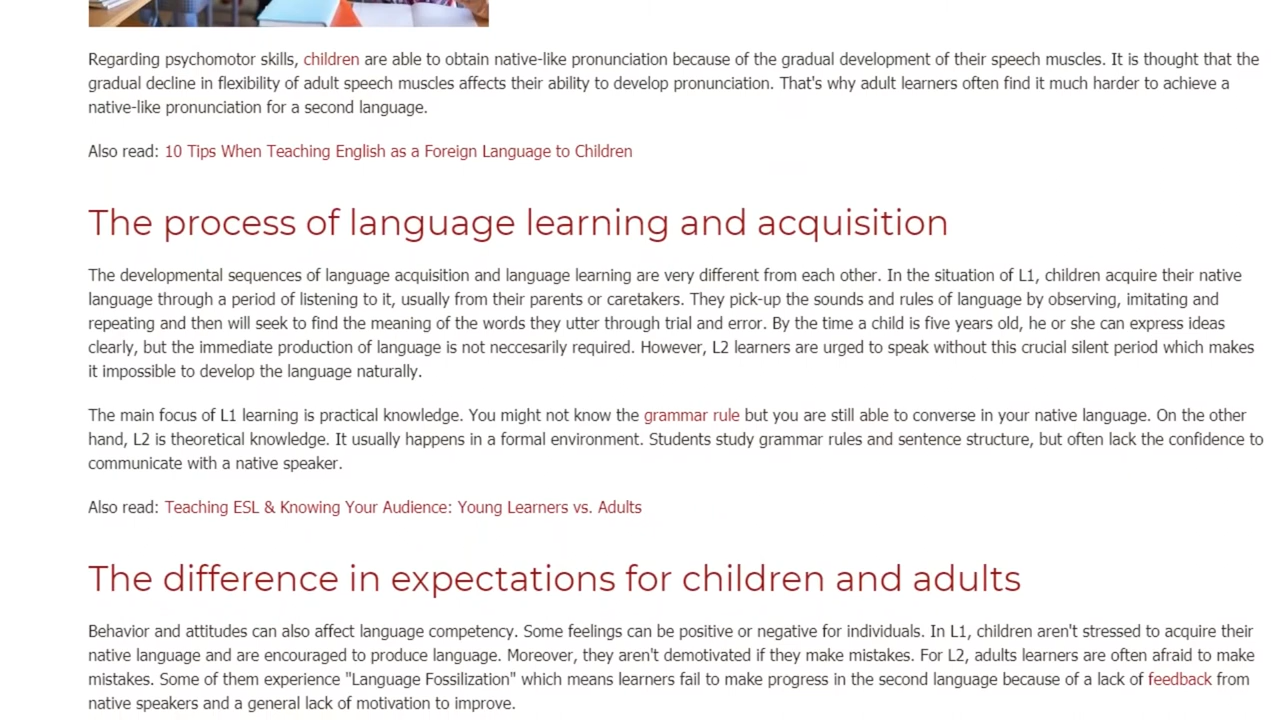 Regarding psychomotor skills, children are able to obtain native-like pronunciation because of the gradual development of their speech muscles. It is thought that the
gradual decline in flexibility of adult speech muscles affects their ability to develop pronunciation. That's why adult learners often find it much harder to achieve a
native-like pronunciation for a second language.
Also read: 10 Tips When Teaching English as a Foreign Language to Children
The process of language learning and acquisition
The developmental sequences of language acquisition and language learning are very different from each other. In the situation of L1, children acquire their native
language through a period of listening to it, usually from their parents or caretakers. They pick-up the sounds and rules of language by observing, imitating and
repeating and then will seek to find the meaning of the words they utter through trial and error. By the time a child is five years old, he or she can express ideas
clearly, but the immediate production of language is not neccesarily required. However, L2 learners are urged to speak without this crucial silent period which makes
it impossible to develop the language naturally.
The main focus of L1 learning is practical knowledge. You might not know the grammar rule but you are still able to converse in your native language. On the other
hand, L2 is theoretical knowledge. It usually happens in a formal environment. Students study grammar rules and sentence structure, but often lack the confidence to
communicate with a native speaker.
Also read: Teaching ESL & Knowing Your Audience: Young Learners vs. Adults
The difference in expectations for children and adults
Behavior and attitudes can also affect language competency. Some feelings can be positive or negative for individuals. In L1, children aren't stressed to acquire their
native language and are encouraged to produce language. Moreover, they aren't demotivated if they make mistakes. For L2, adults learners are often afraid to make
mistakes. Some of them experience "Language Fossilization" which means learners fail to make progress in the second language because of a lack of feedback from
native speakers and a general lack of motivation to improve.